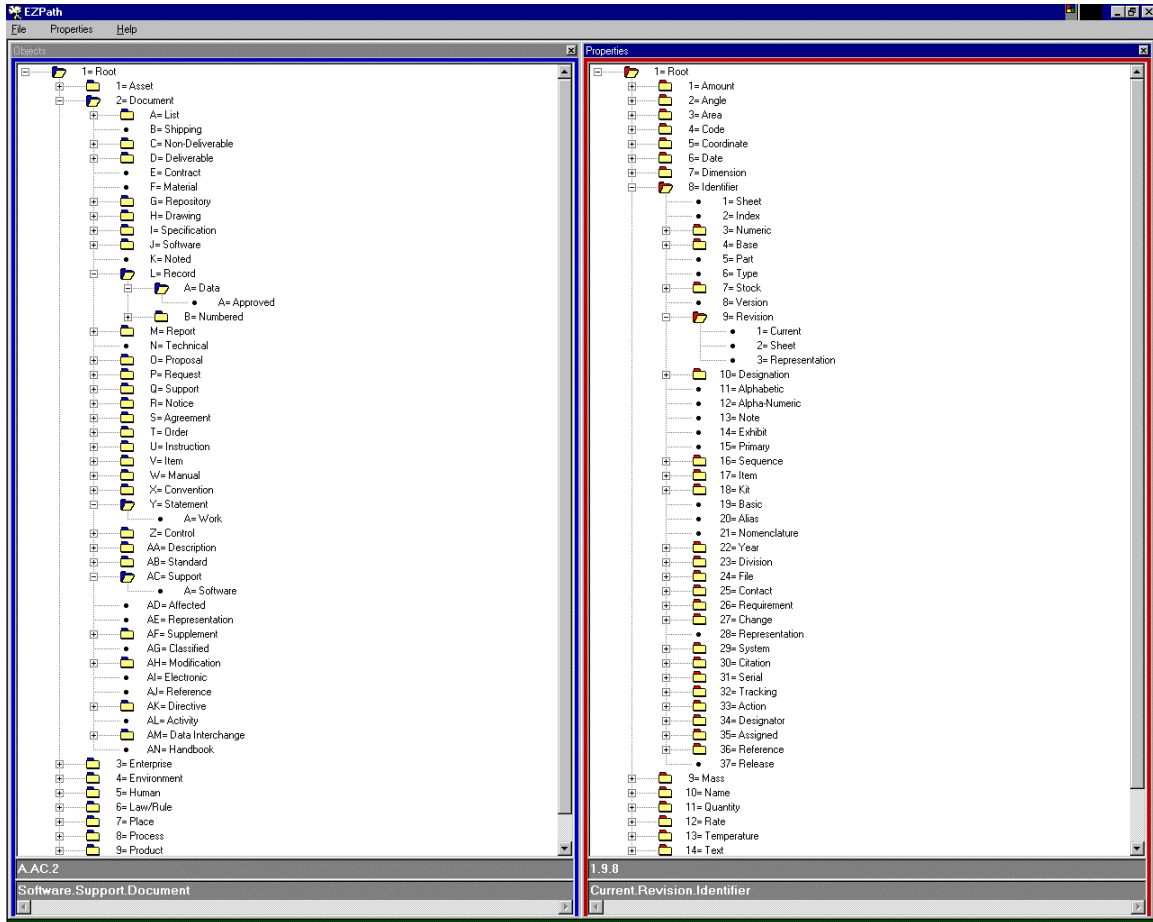 EZPath
File Properties Help
Objects
1= Root
1= Asset
2= Document
A= List
B= Shipping
C= Non-Deliverable
D= Deliverable
E= Contract
F= Material
G= Repository
H= Drawing
I= Specification
J= Software
K= Noted
L= Record
A= Data
A= Approved
B= Numbered
M= Report
N= Technical
O= Proposal
P= Request
Q= Support
R= Notice
S= Agreement
T= Order
U= Instruction
V= Item
W= Manual
X= Convention
Y= Statement
A= Work
Z= Control
AA= Description
AB= Standard
AC= Support
A= Software
AD= Affected
AE= Representation
AF= Supplement
AG= Classified
AH= Modification
AI= Electronic
AJ= Reference
AK= Directive
AL= Activity
AM= Data Interchange
AN= Handbook
3= Enterprise
4= Environment
5= Human
6= Law/Rule
7= Place
8= Process
9= Product
A.AC.2
Software.Support.Document
Properties
1= Root
1= Amount
2= Angle
3= Area
4= Code
5= Coordinate
6= Date
7= Dimension
8= Identifier
1= Sheet
2= Index
3= Numeric
4= Base
5= Part
6= Type
7= Stock
8= Version
9= Revision
1= Current
2= Sheet
3= Representation
10= Designation
11= Alphabetic
12= Alpha-Numeric
13= Note
14= Exhibit
15= Primary
16= Sequence
17= Item
18= Kit
19= Basic
20= Alias
21= Nomenclature
22= Year
23= Division
24= File
25= Contact
26= Requirement
27= Change
28= Representation
29= System
30= Citation
31= Serial
32= Tracking
33= Action
34= Designator
35= Assigned
36= Reference
37= Release
9= Mass
10= Name
11= Quantity
12= Rate
13= Temperature
14= Text
1.9.8
Current.Revision.Identifier